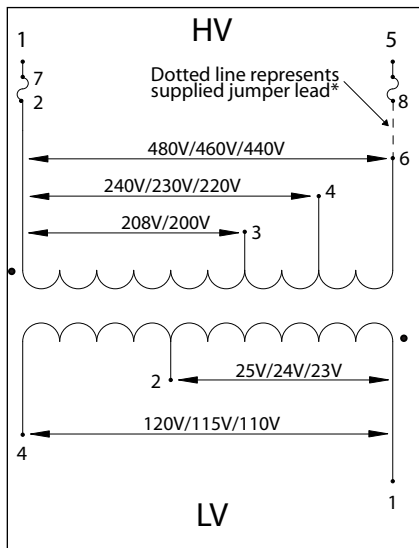 HV
1
5
7
2
Dotted line represents
supplied jumper lead*
8
480V/460V/440V
6
240V/230V/220V
4
208V/200V
3
2
25V/24V/23V
120V/115V/110V
4
1
LV